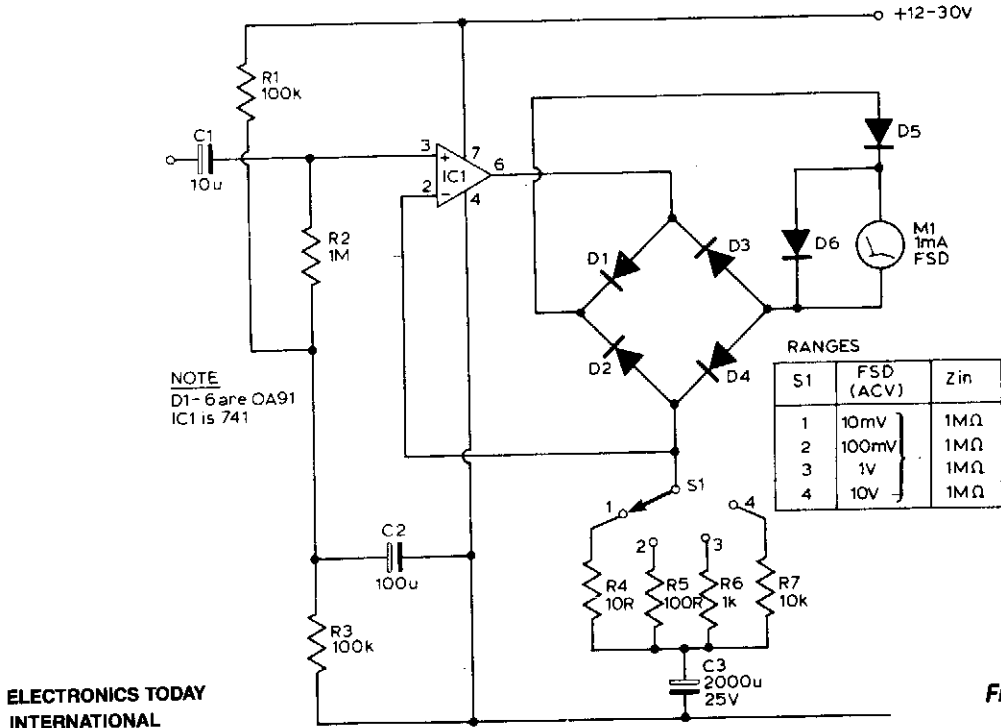 +12-30V
R1
100k
C1
10u
R2
1M
3
+
7
6
IC1
2
-
4
D5
D6
M1
1mA
FSD
D1
D3
D2
D4
NOTE
D1-6 are OA91
IC1 is 741
RANGES
S1 FSD (ACV) Zin
1 10mV 1MΩ
2 100mV 1MΩ
3 1V 1MΩ
4 10V 1MΩ
S1
1
2
3
4
C2
100u
R4
10R
R5
100R
R6
1k
R7
10k
R3
100k
C3
2000u
25V
ELECTRONICS TODAY
INTERNATIONAL